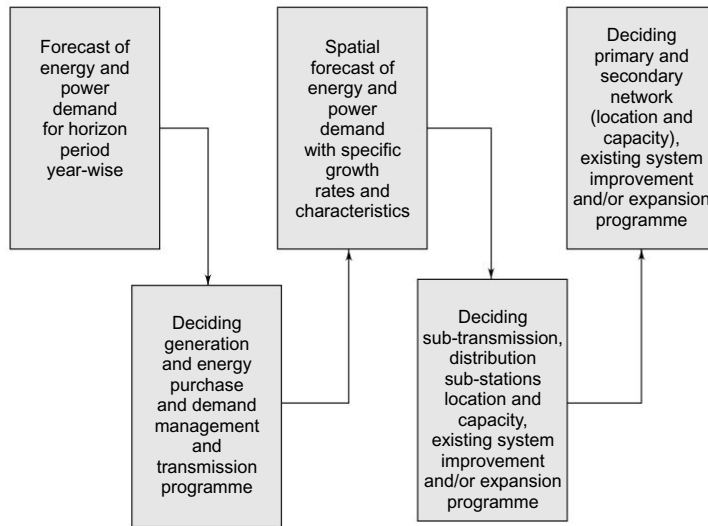 Forecast of
energy and
power
demand
for horizon
period
year-wise
Deciding
generation
and energy
purchase
and demand
management
and
transmission
programme
Spatial
forecast of
energy and
power
demand
with specific
growth
rates and
characteristics
Deciding
sub-transmission,
distribution
sub-stations
location and
capacity,
existing system
improvement
and/or expansion
programme
Deciding
primary and
secondary
network
(location and
capacity),
existing system
improvement
and/or expansion
programme